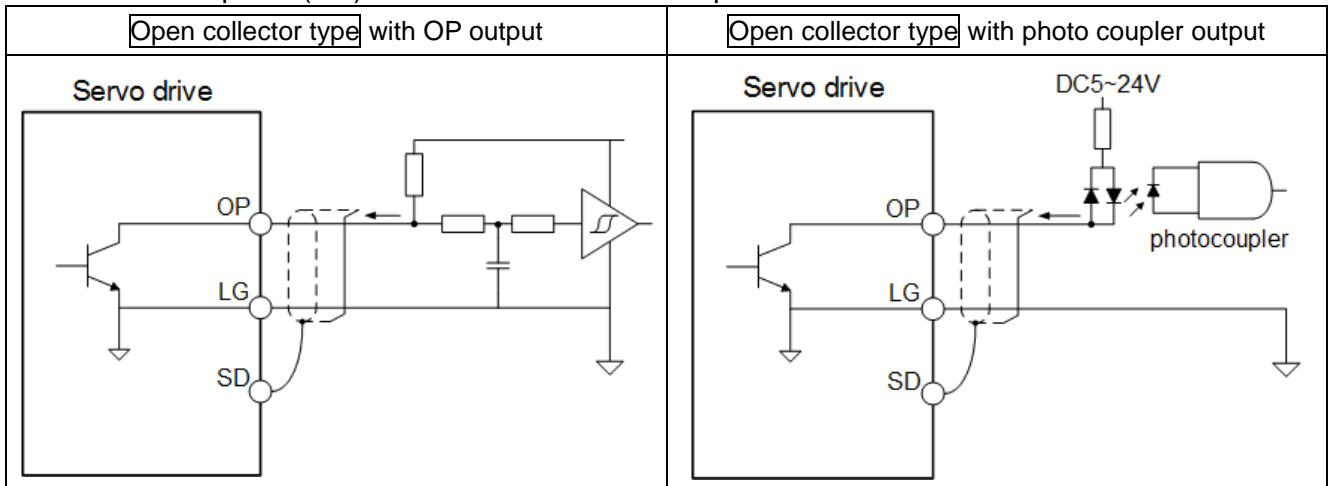 Open collector type with OP output
Open collector type with photo coupler output
Servo drive
OP
LG
SD
Servo drive
DC5~24V
OP
photocoupler
LG
SD